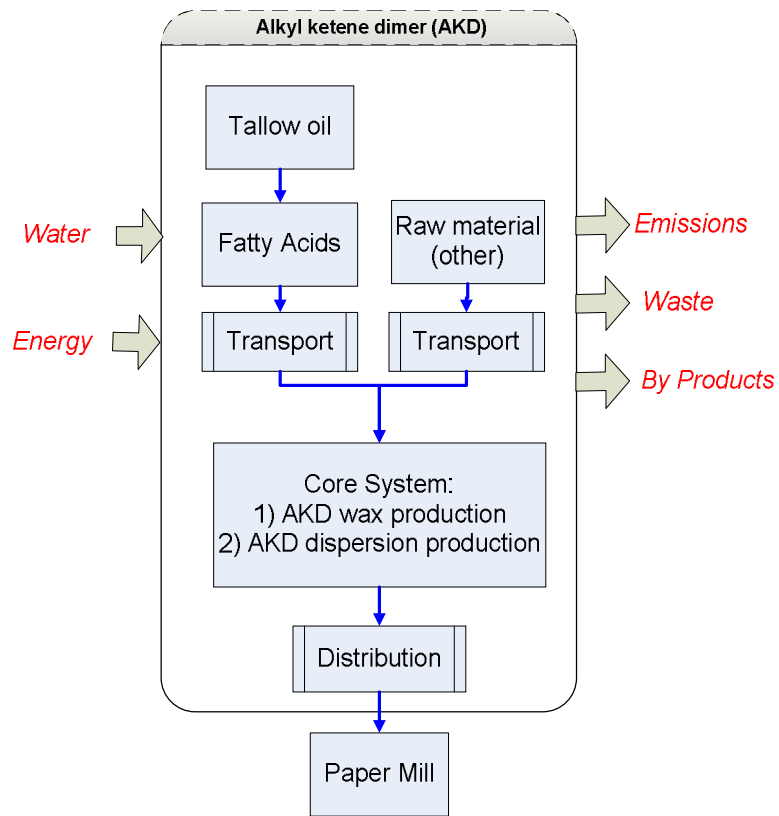 Alkyl ketene dimer (AKD)
Tallow oil
Fatty Acids
Raw material
(other)
Water
Energy
Emissions
Waste
By Products
Transport
Transport
Core System:
1) AKD wax production
2) AKD dispersion production
Distribution
Paper Mill